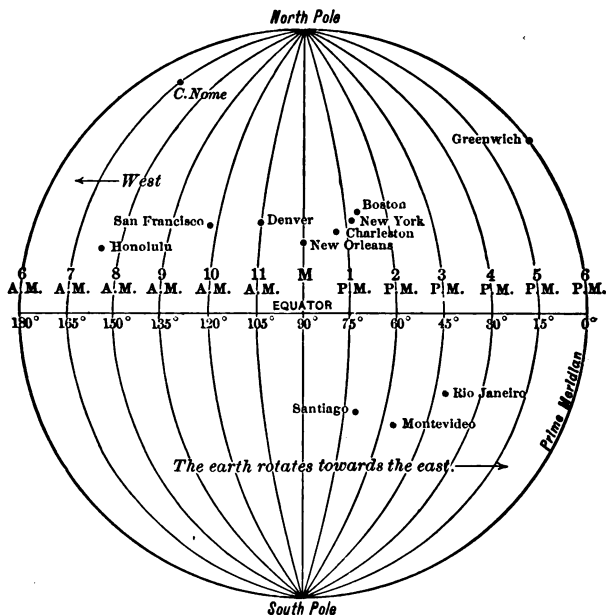 North Pole
C. Nome
Greenwich
West
Boston
San Francisco
Denver
New York
Charleston
Honolulu
New Orleans
6 7 8 9 10 11 M 1 2 3 4 5 6
A.M. A.M. A.M. A.M. A.M. A.M. P.M. P.M. P.M. P.M. P.M. P.M.
EQUATOR
180° 165° 150° 135° 120° 105° 90° 75° 60° 45° 30° 15° 0°
Rio Janeiro
Santiago
Montevideo
Prime Meridian
The earth rotates towards the east.
South Pole